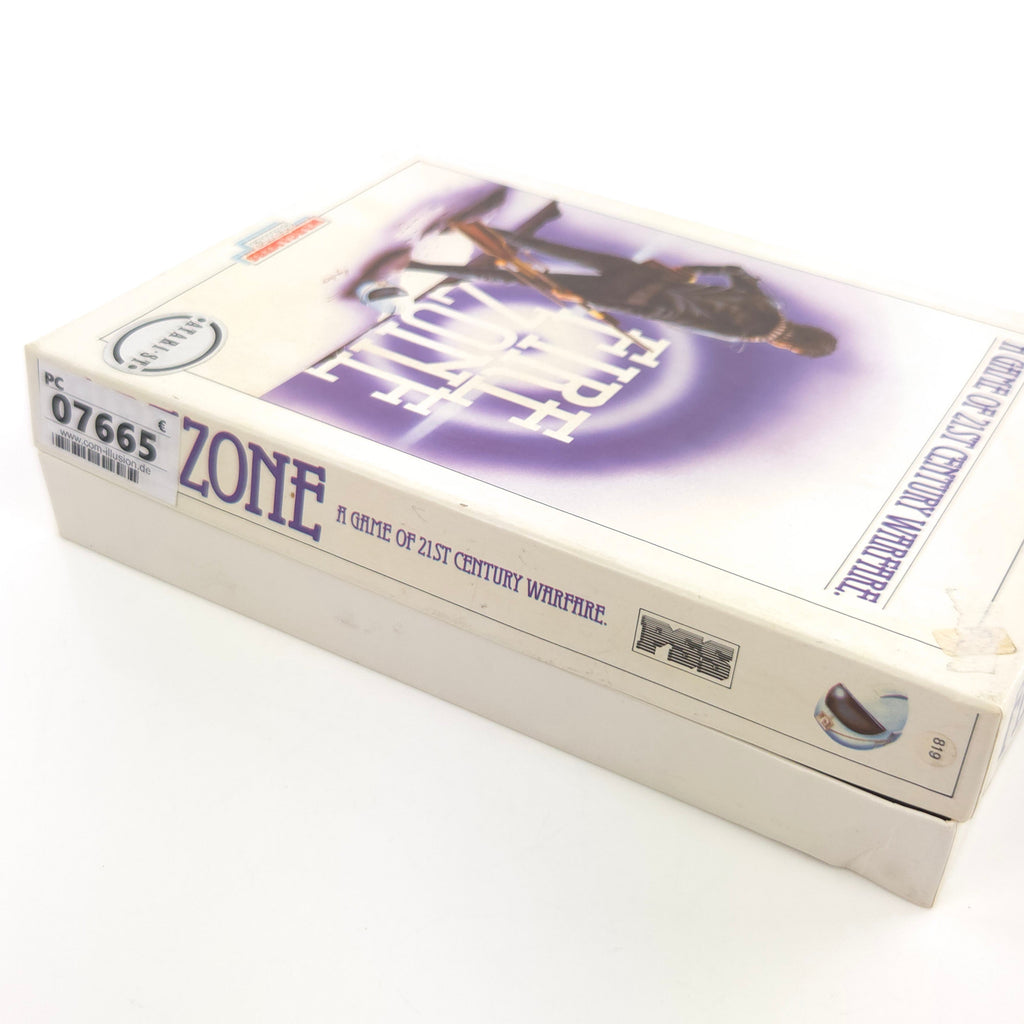 ATARI·ST
FIRE
ZONE
A GAME OF 21ST CENTURY WARFARE.
PC
07665
€
www.com-illusion.de
ZONE
A GAME OF 21ST CENTURY WARFARE.
PSS
819